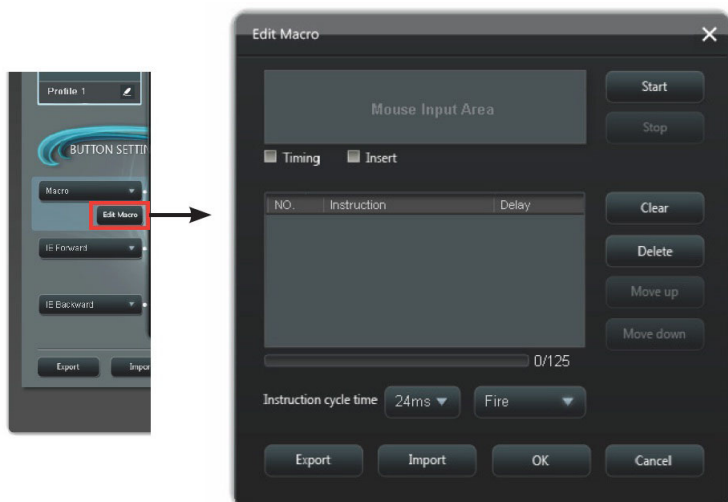 Profile 1
BUTTON SETTIN
Macro
Edit Macro
IE Forward
IE Backward
Export Impor
Edit Macro
Mouse Input Area
Start
Stop
Timing Insert
NO. Instruction Delay
Clear
Delete
Move up
Move down
0/125
Instruction cycle time 24ms Fire
Export Import OK Cancel